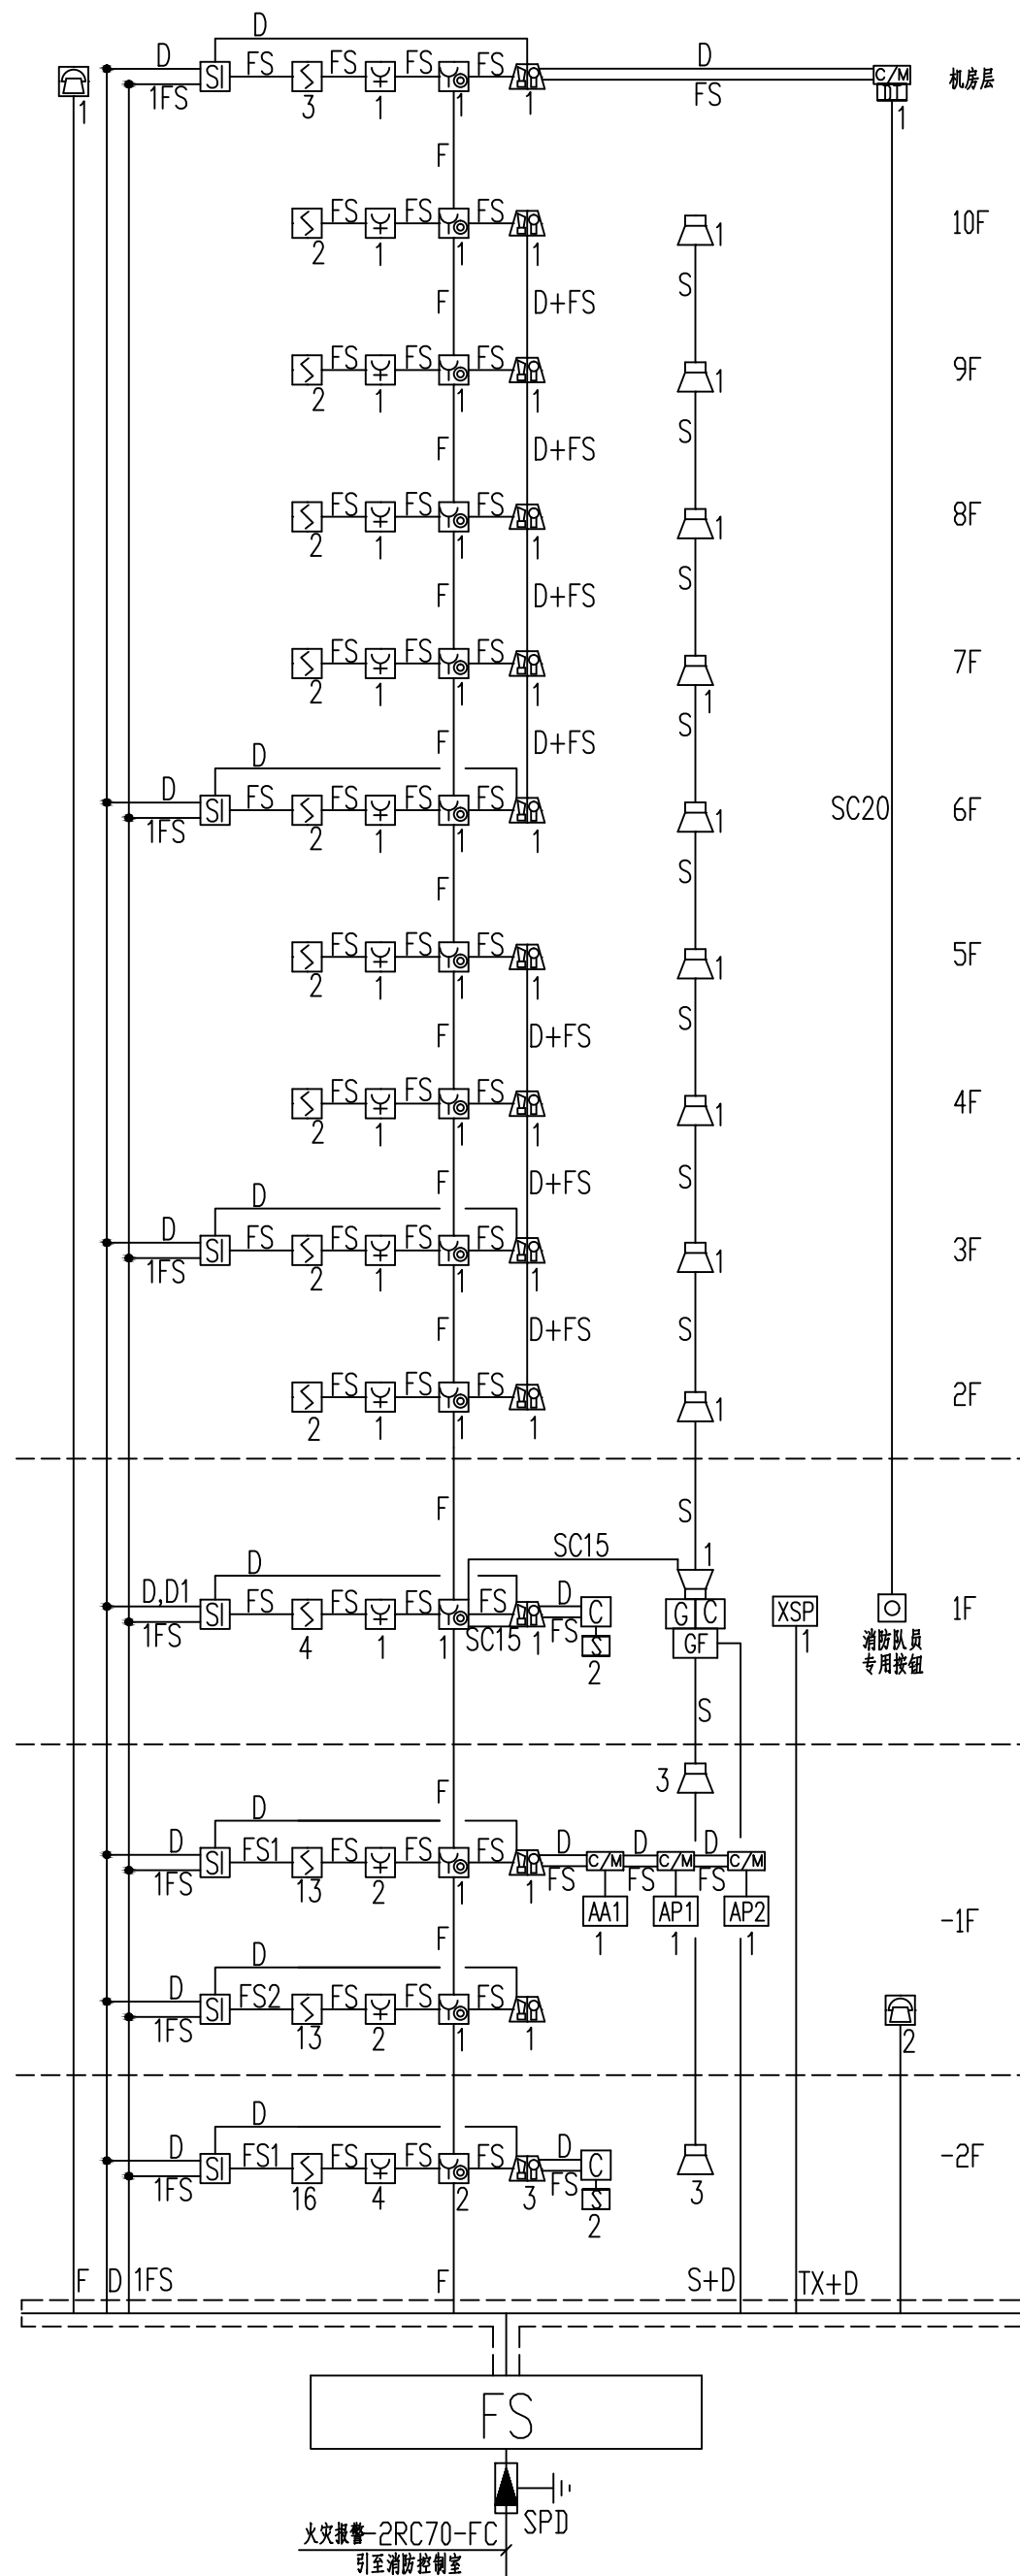 D
D FS FS FS FS D
SI C/M 机房层
1FS FS
1 3 1 1 1 1
F
FS FS FS 10F
2 1 1 1 1
F D+FS S
FS FS FS 9F
2 1 1 1 1
F D+FS S
FS FS FS 8F
2 1 1 1 1
F D+FS S
FS FS FS 7F
2 1 1 1 1
F D+FS S
D
D FS FS FS FS
SI SC20 6F
1FS 2 1 1 1 1
F S
FS FS FS 5F
2 1 1 1 1
F D+FS S
FS FS FS 4F
2 1 1 1 1
F D+FS S
D
D FS FS FS FS
SI 3F
1FS 2 1 1 1 1
F D+FS S
FS FS FS 2F
2 1 1 1 1
F S
SC15 1
D
D,D1 FS FS FS FS D
SI C G C XSP 1F
1FS SC15 FS S GF
4 1 1 1 2 1
消防队员
专用按钮
S
3
F
D
D FS1 FS FS FS D D D
SI C/M C/M C/M
1FS FS FS FS
13 2 1 1 AA1 AP1 AP2
1 1 1
-1F
F
D
D FS2 FS FS FS
SI
1FS 13 2 1 1 2
D
D FS1 FS FS FS D
SI C -2F
1FS FS S
16 4 2 3 2 3
F D 1FS F S+D TX+D
FS
SPD
火灾报警-2RC70-FC
引至消防控制室